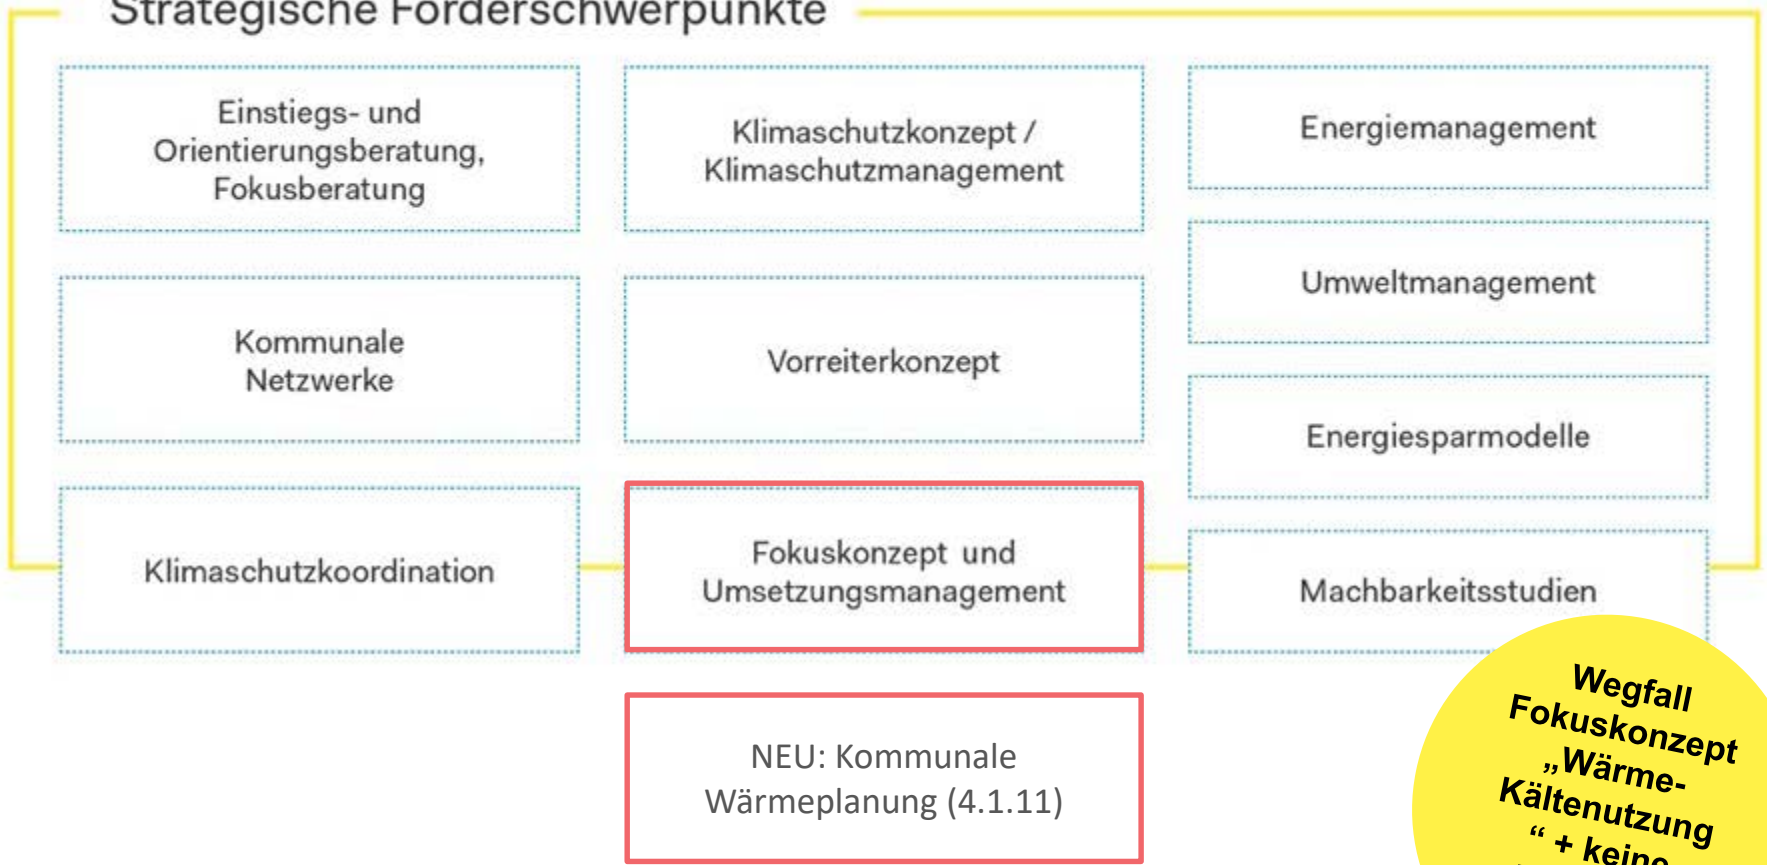 Strategische Förderschwerpunkte
Einstiegs- und
Orientierungsberatung,
Fokusberatung
Klimaschutzkonzept /
Klimaschutzmanagement
Energiemanagement
Umweltmanagement
Kommunale
Netzwerke
Vorreiterkonzept
Energiesparmodelle
Klimaschutzkoordination
Fokuskonzept und
Umsetzungsmanagement
Machbarkeitsstudien
NEU: Kommunale
Wärmeplanung (4.1.11)
Wegfall
Fokuskonzept
„Wärme-
Kältenutzung
“ + keine